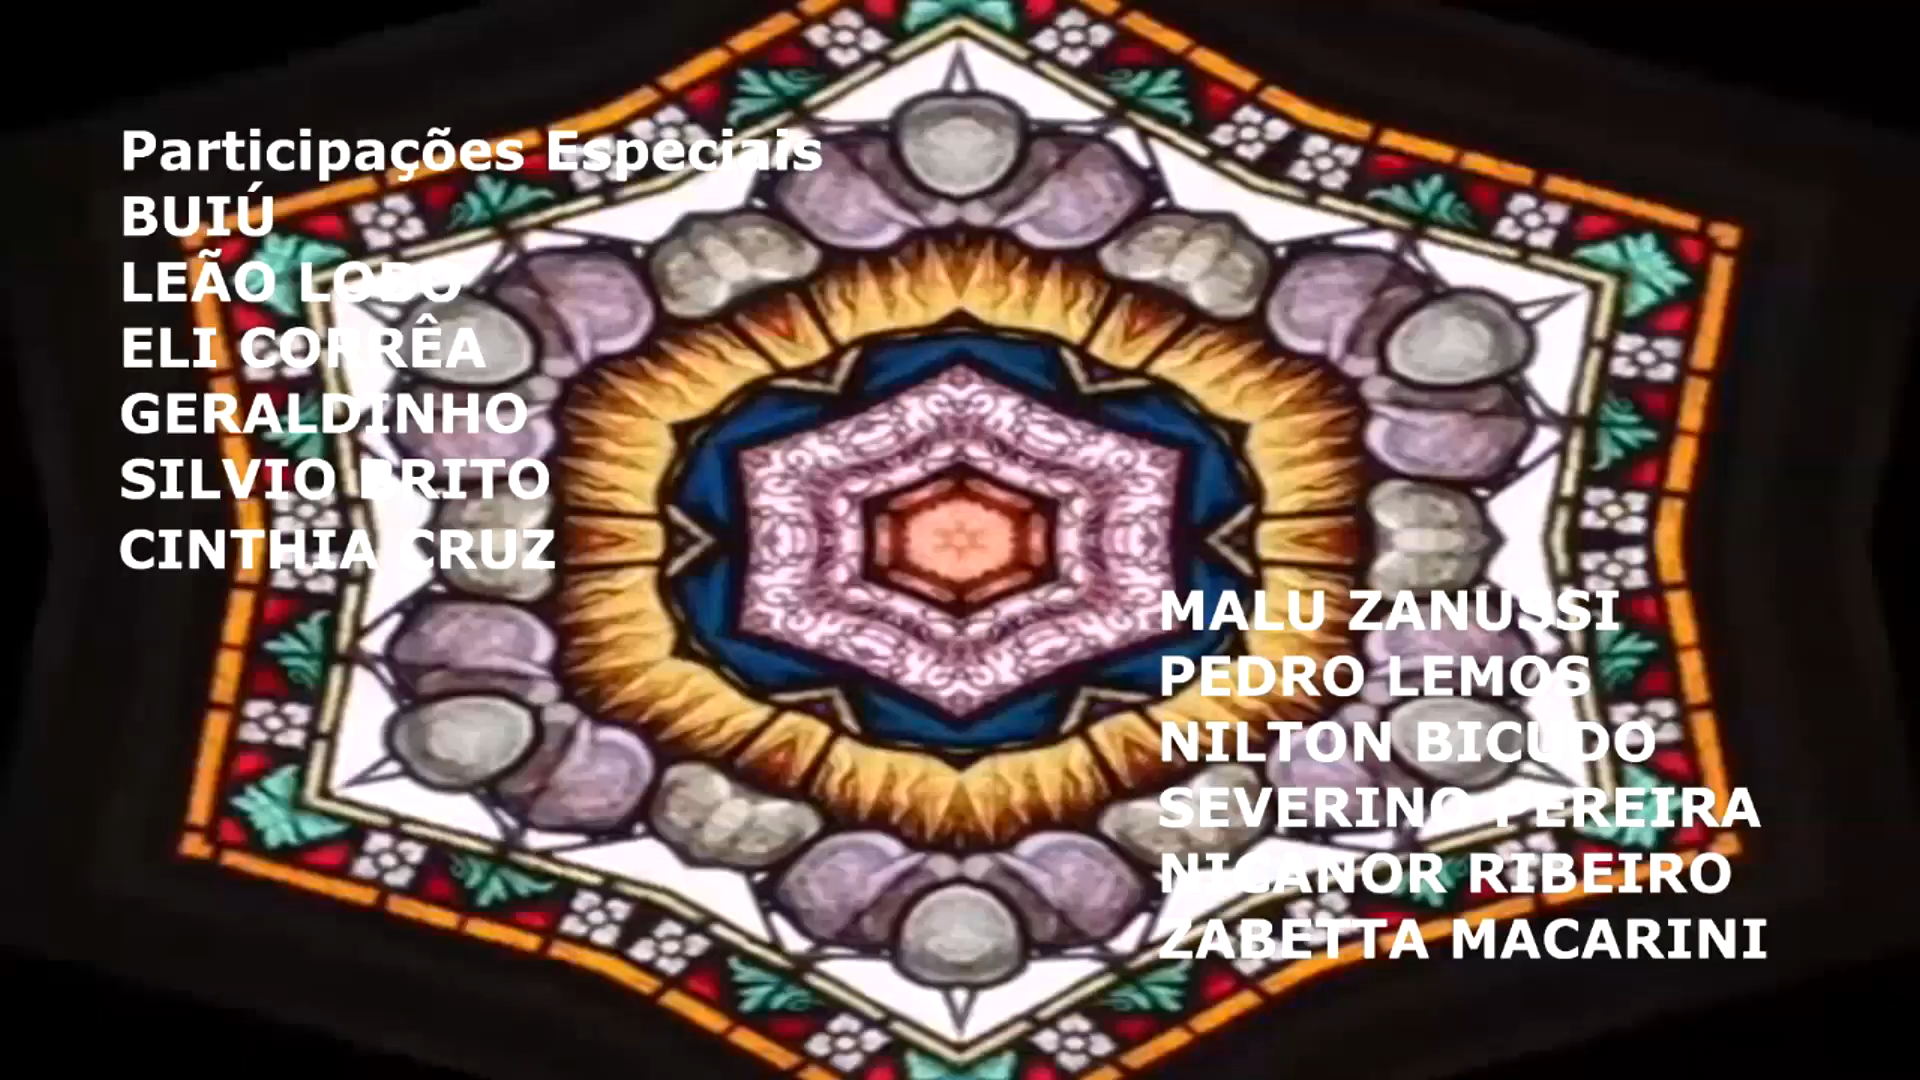 Participações Especiais
BUIÚ
LEÃO LOBO
ELI CORRÊA
GERALDINHO
SILVIO BRITO
CINTHIA CRUZ
MALU ZANUSSI
PEDRO LEMOS
NILTON BICUDO
SEVERINO PEREIRA
NICANOR RIBEIRO
ZABETTA MACARINI